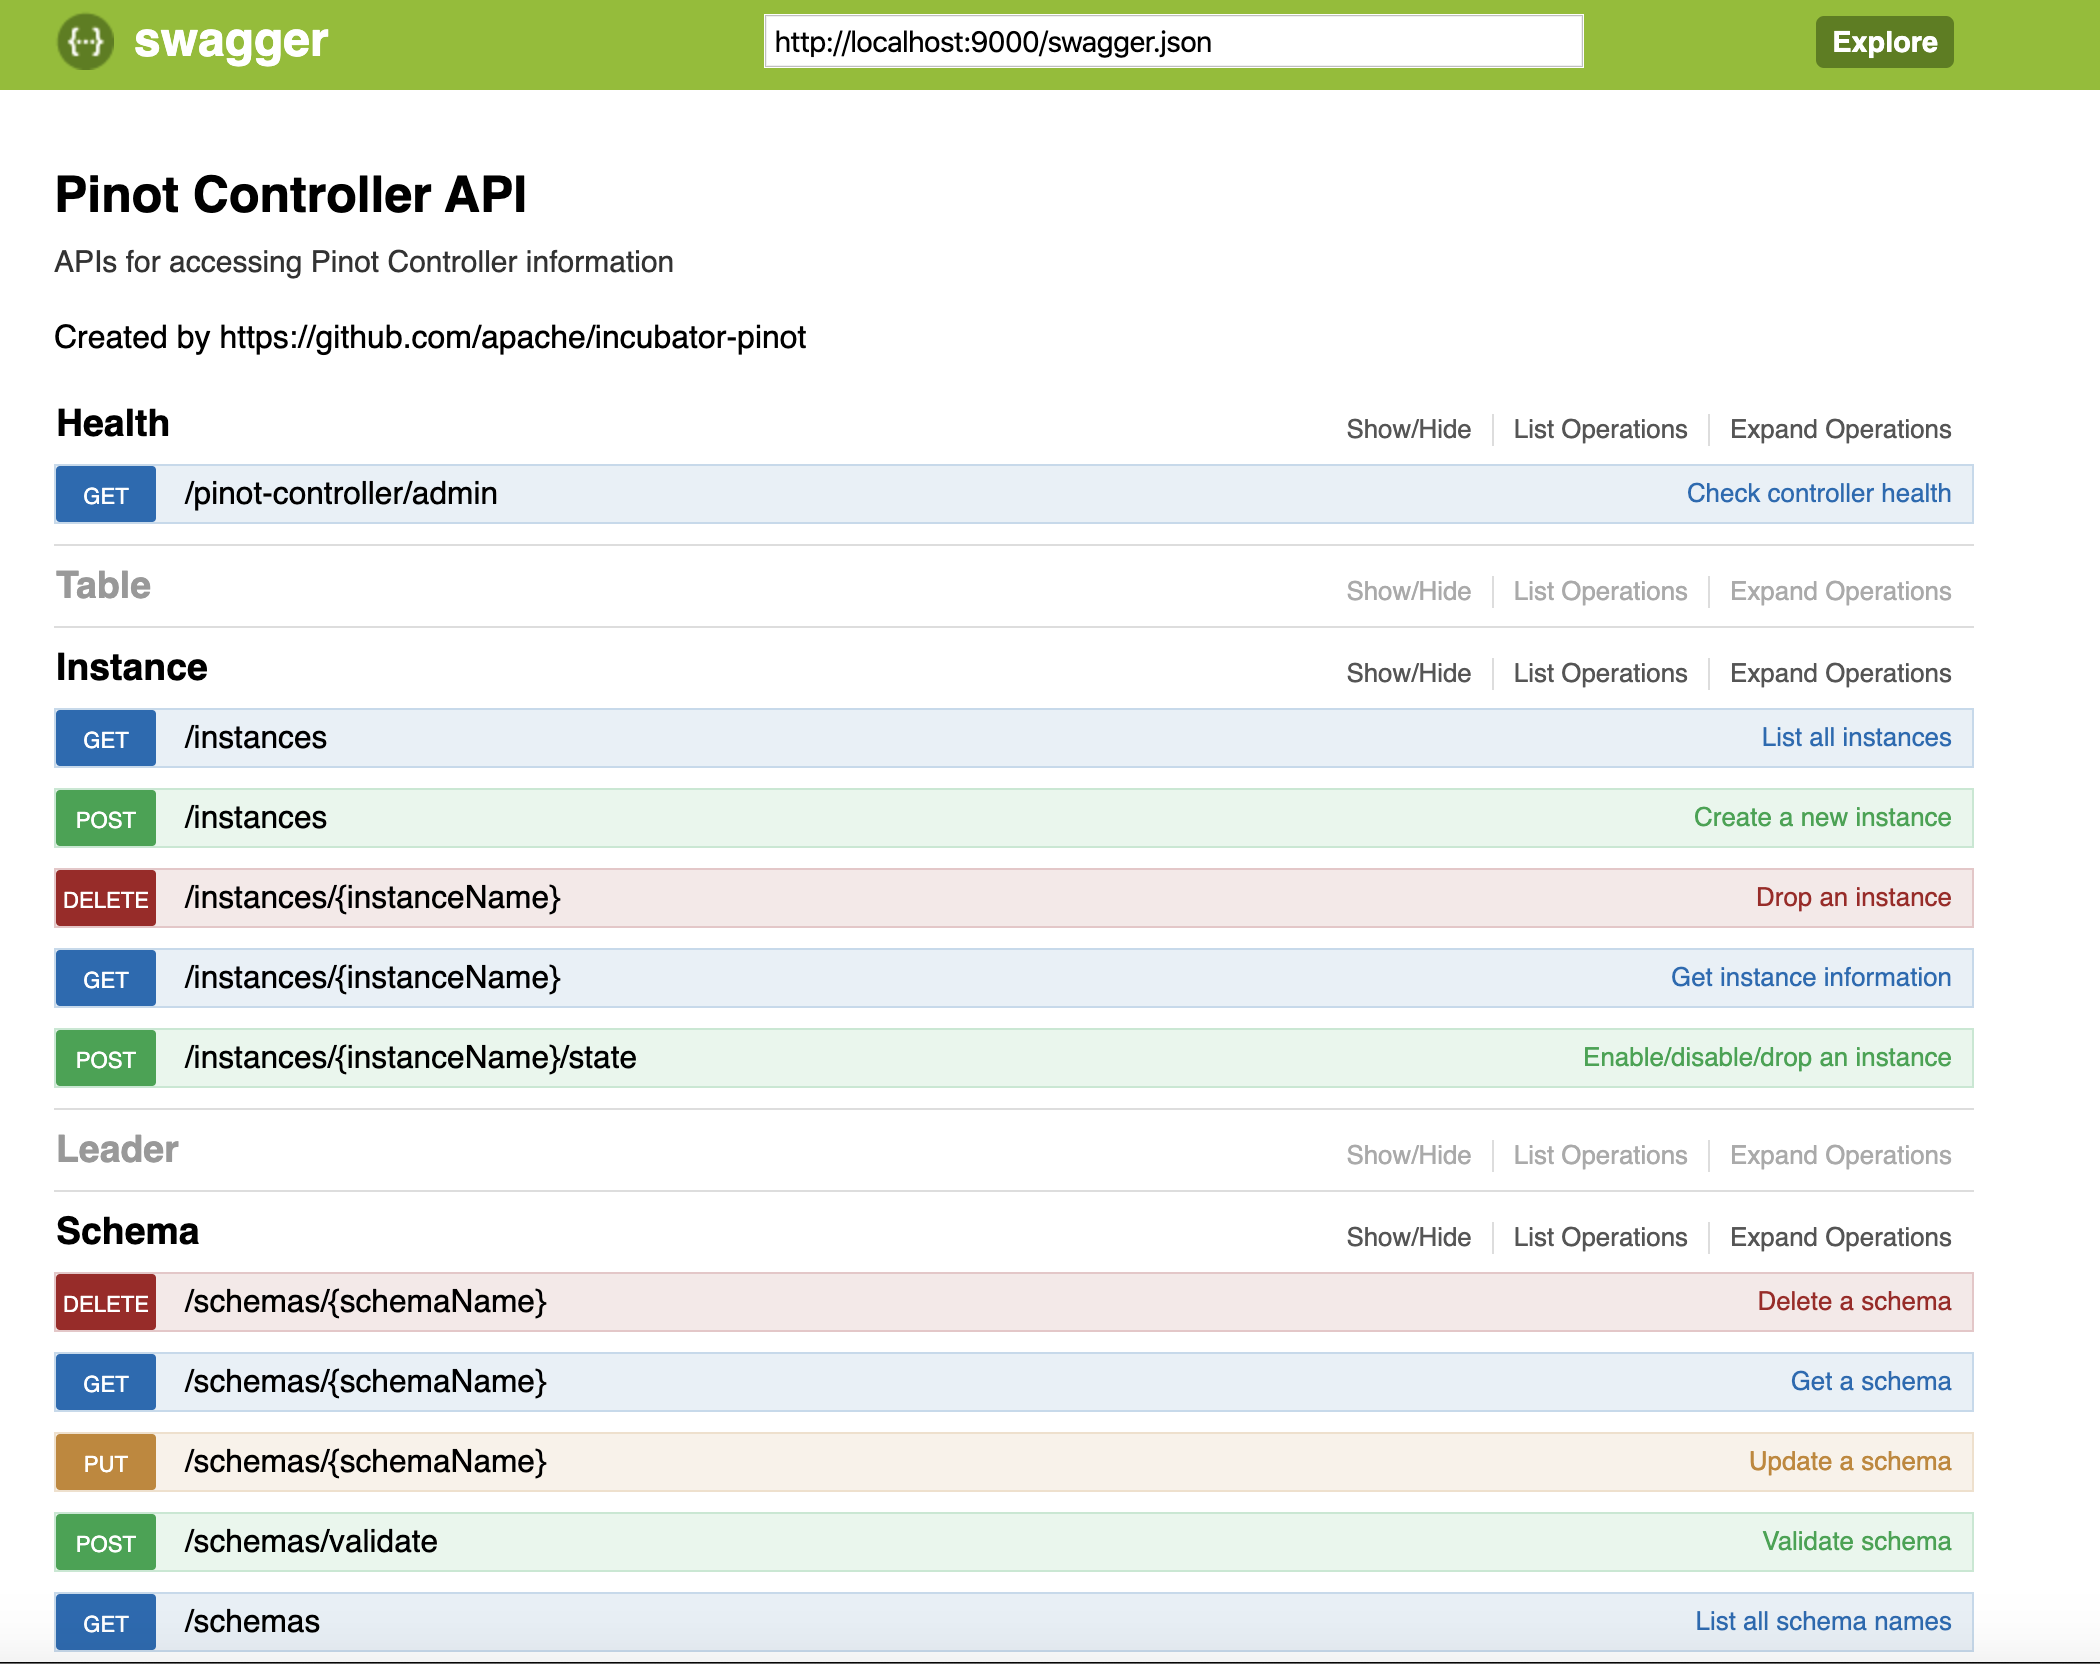 {···} swagger http://localhost:9000/swagger.json Explore
Pinot Controller API
APIs for accessing Pinot Controller information
Created by https://github.com/apache/incubator-pinot
Health Show/Hide List Operations Expand Operations
GET /pinot-controller/admin Check controller health
Table Show/Hide List Operations Expand Operations
Instance Show/Hide List Operations Expand Operations
GET /instances List all instances
POST /instances Create a new instance
DELETE /instances/{instanceName} Drop an instance
GET /instances/{instanceName} Get instance information
POST /instances/{instanceName}/state Enable/disable/drop an instance
Leader Show/Hide List Operations Expand Operations
Schema Show/Hide List Operations Expand Operations
DELETE /schemas/{schemaName} Delete a schema
GET /schemas/{schemaName} Get a schema
PUT /schemas/{schemaName} Update a schema
POST /schemas/validate Validate schema
GET /schemas List all schema names